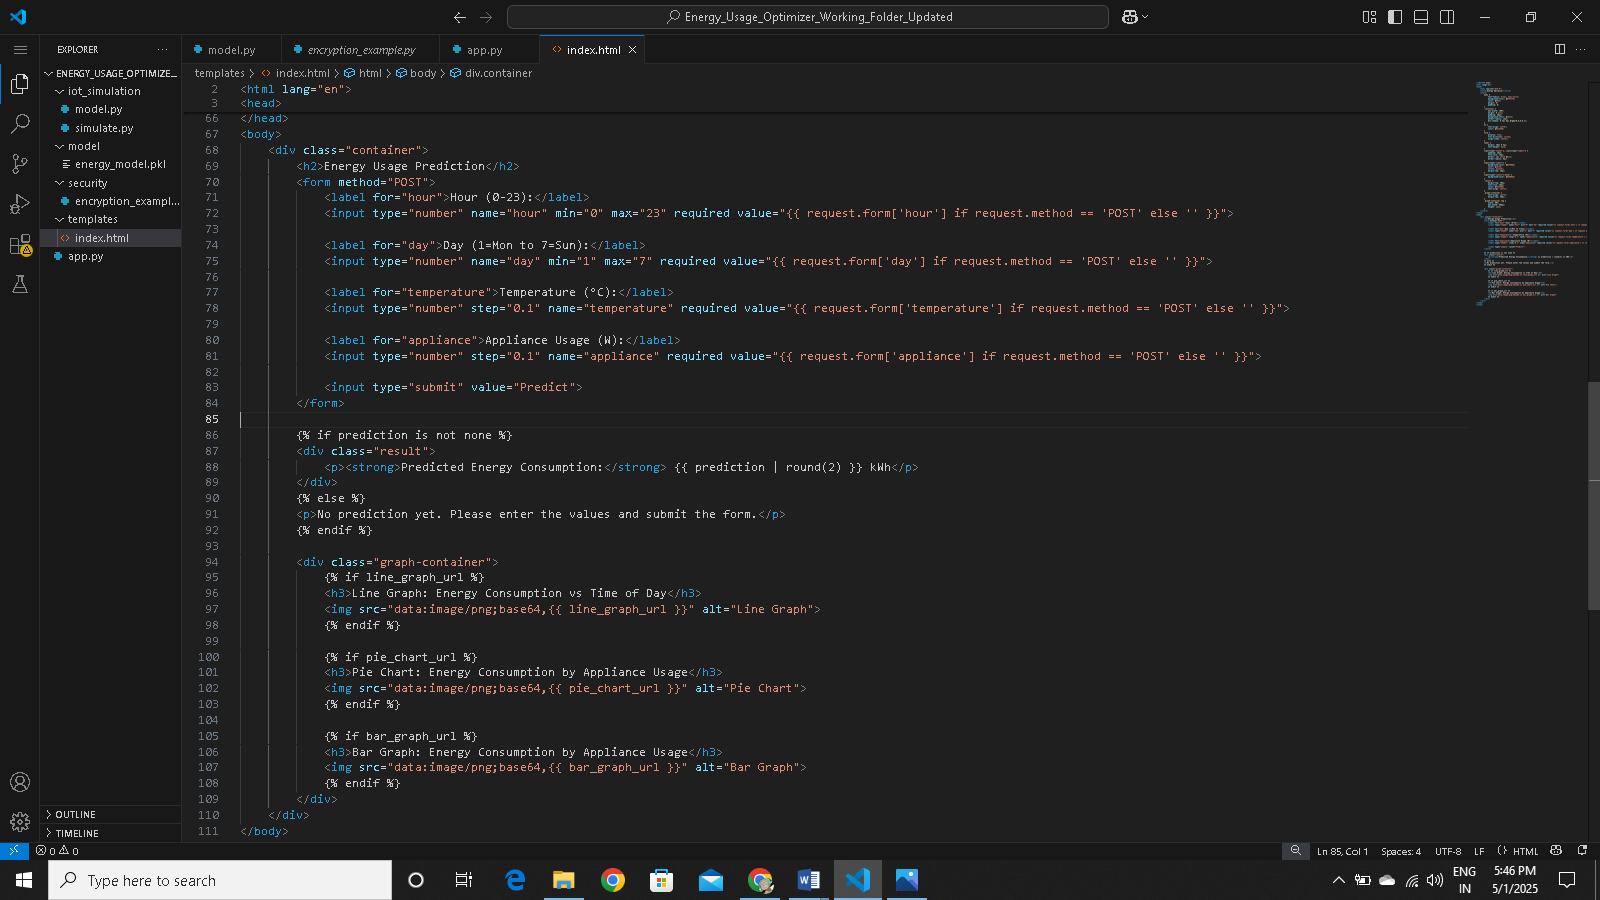 Energy_Usage_Optimizer_Working_Folder_Updated
EXPLORER
model.py
encryption_example.py
app.py
index.html
ENERGY_USAGE_OPTIMIZE...
iot_simulation
model.py
simulate.py
model
energy_model.pkl
security
encryption_exampl...
templates
index.html
app.py
OUTLINE
TIMELINE
templates > index.html > html > body > div.container
2 <html lang="en">
3 <head>
66 </head>
67 <body>
68 <div class="container">
69 <h2>Energy Usage Prediction</h2>
70 <form method="POST">
71 <label for="hour">Hour (0-23):</label>
72 <input type="number" name="hour" min="0" max="23" required value="{{ request.form['hour'] if request.method == 'POST' else '' }}">
73
74 <label for="day">Day (1=Mon to 7=Sun):</label>
75 <input type="number" name="day" min="1" max="7" required value="{{ request.form['day'] if request.method == 'POST' else '' }}">
76
77 <label for="temperature">Temperature (°C):</label>
78 <input type="number" step="0.1" name="temperature" required value="{{ request.form['temperature'] if request.method == 'POST' else '' }}">
79
80 <label for="appliance">Appliance Usage (W):</label>
81 <input type="number" step="0.1" name="appliance" required value="{{ request.form['appliance'] if request.method == 'POST' else '' }}">
82
83 <input type="submit" value="Predict">
84 </form>
85
86 {% if prediction is not none %}
87 <div class="result">
88 <p><strong>Predicted Energy Consumption:</strong> {{ prediction | round(2) }} kWh</p>
89 </div>
90 {% else %}
91 <p>No prediction yet. Please enter the values and submit the form.</p>
92 {% endif %}
93
94 <div class="graph-container">
95 {% if line_graph_url %}
96 <h3>Line Graph: Energy Consumption vs Time of Day</h3>
97 <img src="data:image/png;base64,{{ line_graph_url }}" alt="Line Graph">
98 {% endif %}
99
100 {% if pie_chart_url %}
101 <h3>Pie Chart: Energy Consumption by Appliance Usage</h3>
102 <img src="data:image/png;base64,{{ pie_chart_url }}" alt="Pie Chart">
103 {% endif %}
104
105 {% if bar_graph_url %}
106 <h3>Bar Graph: Energy Consumption by Appliance Usage</h3>
107 <img src="data:image/png;base64,{{ bar_graph_url }}" alt="Bar Graph">
108 {% endif %}
109 </div>
110 </div>
111 </body>
0 0
Ln 85, Col 1 Spaces: 4 UTF-8 LF HTML
Type here to search
ENG
IN
5:46 PM
5/1/2025